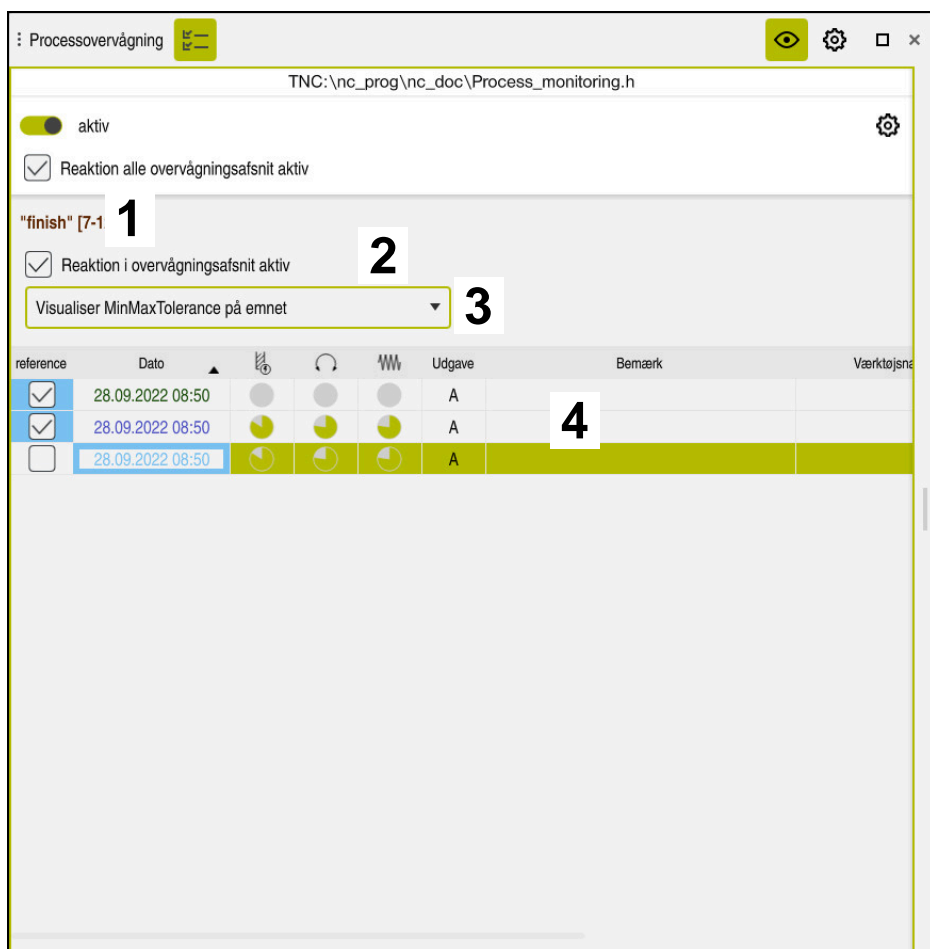 Processovervågning
TNC:\nc_prog\nc_doc\Process_monitoring.h
aktiv
Reaktion alle overvågningsafsnit aktiv
"finish" [7-1
1
Reaktion i overvågningsafsnit aktiv
2
Visualiser MinMaxTolerance på emnet
3
reference Dato Udgave Bemærk Værktøjsna
28.09.2022 08:50 A
28.09.2022 08:50 A
4
28.09.2022 08:50 A